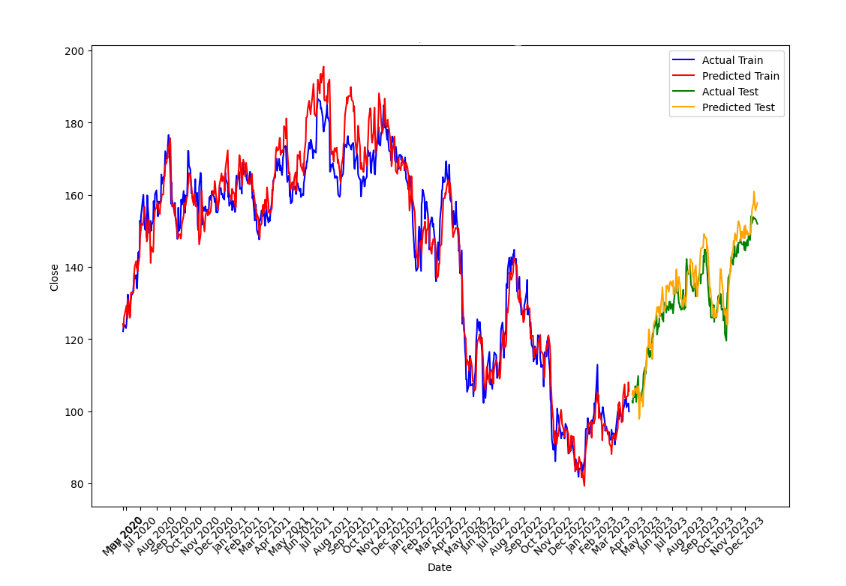 200
180
160
140
120
100
80
Close
Actual Train
Predicted Train
Actual Test
Predicted Test
May 2020
Jul 2020
Aug 2020
Sep 2020
Oct 2020
Nov 2020
Dec 2020
Jan 2021
Feb 2021
Mar 2021
Apr 2021
May 2021
Jun 2021
Jul 2021
Aug 2021
Sep 2021
Oct 2021
Nov 2021
Dec 2021
Jan 2022
Feb 2022
Mar 2022
Apr 2022
May 2022
Jun 2022
Jul 2022
Aug 2022
Sep 2022
Oct 2022
Nov 2022
Dec 2022
Jan 2023
Feb 2023
Mar 2023
Apr 2023
May 2023
Jun 2023
Jul 2023
Aug 2023
Sep 2023
Oct 2023
Nov 2023
Dec 2023
Date